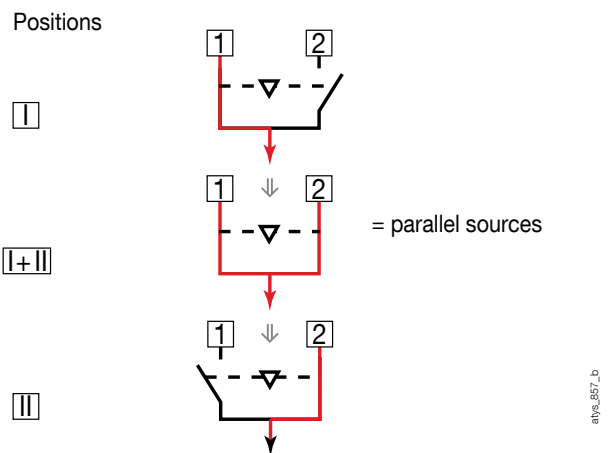 Positions
1 2
I
1 2
= parallel sources
I+II
1 2
II
atys_857_b